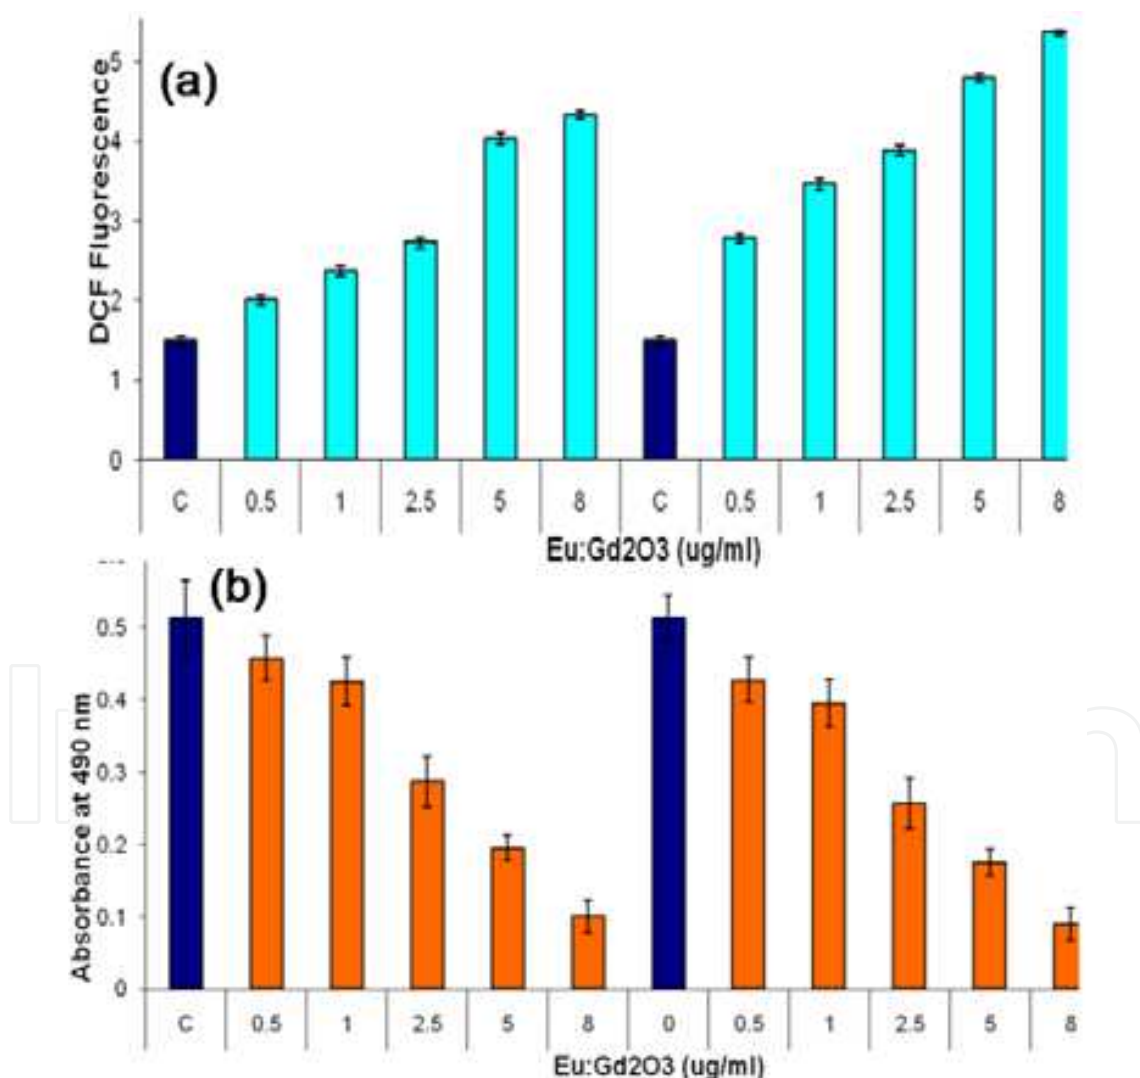 (a)
DCF Fluorescence
5
4
3
2
1
0
C 0.5 1 2.5 5 8 C 0.5 1 2.5 5 8
Eu:Gd2O3 (ug/ml)
(b)
Absorbance at 490 nm
0.5
0.4
0.3
0.2
0.1
0
C 0.5 1 2.5 5 8 0 0.5 1 2.5 5 8
Eu:Gd2O3 (ug/ml)